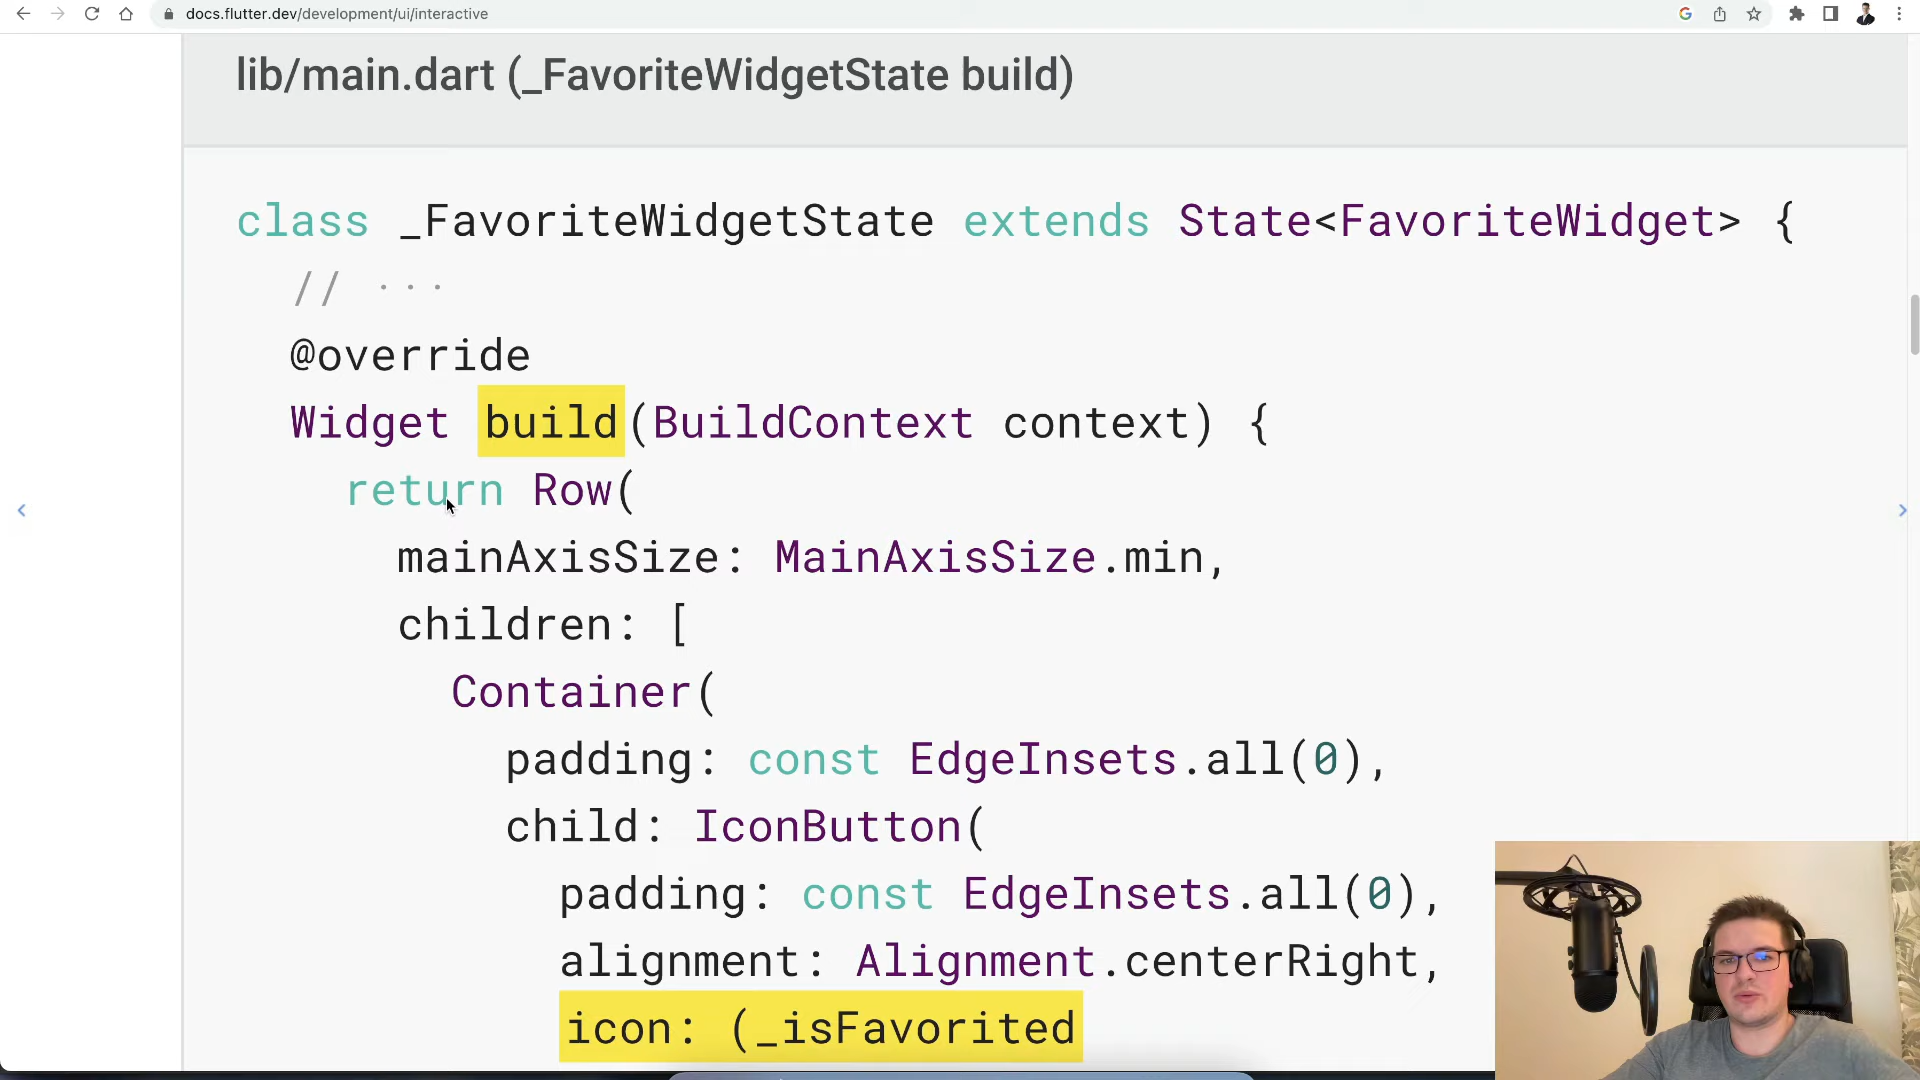 docs.flutter.dev/development/ui/interactive
lib/main.dart (_FavoriteWidgetState build)
class _FavoriteWidgetState extends State<FavoriteWidget> {
// ···
@override
Widget build(BuildContext context) {
return Row(
mainAxisSize: MainAxisSize.min,
children: [
Container(
padding: const EdgeInsets.all(0),
child: IconButton(
padding: const EdgeInsets.all(0),
alignment: Alignment.centerRight,
icon: (_isFavorited